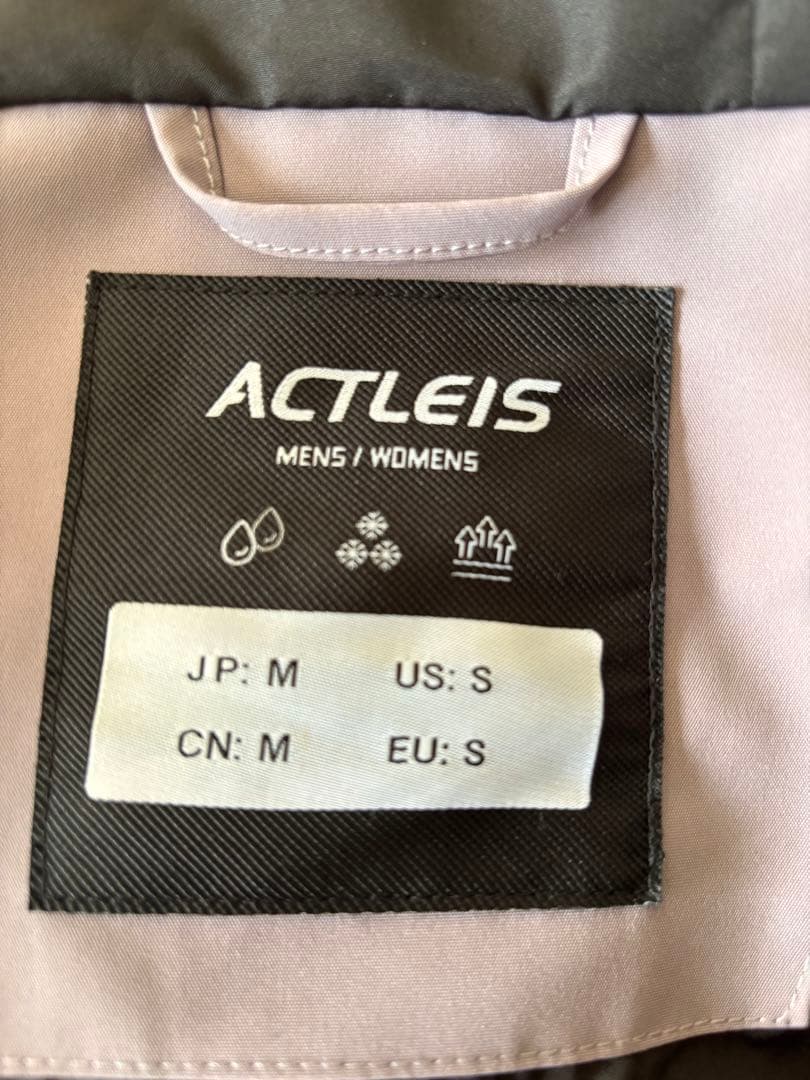 ACTLEIS
MENS / WOMENS
JP: M US: S
CN: M EU: S